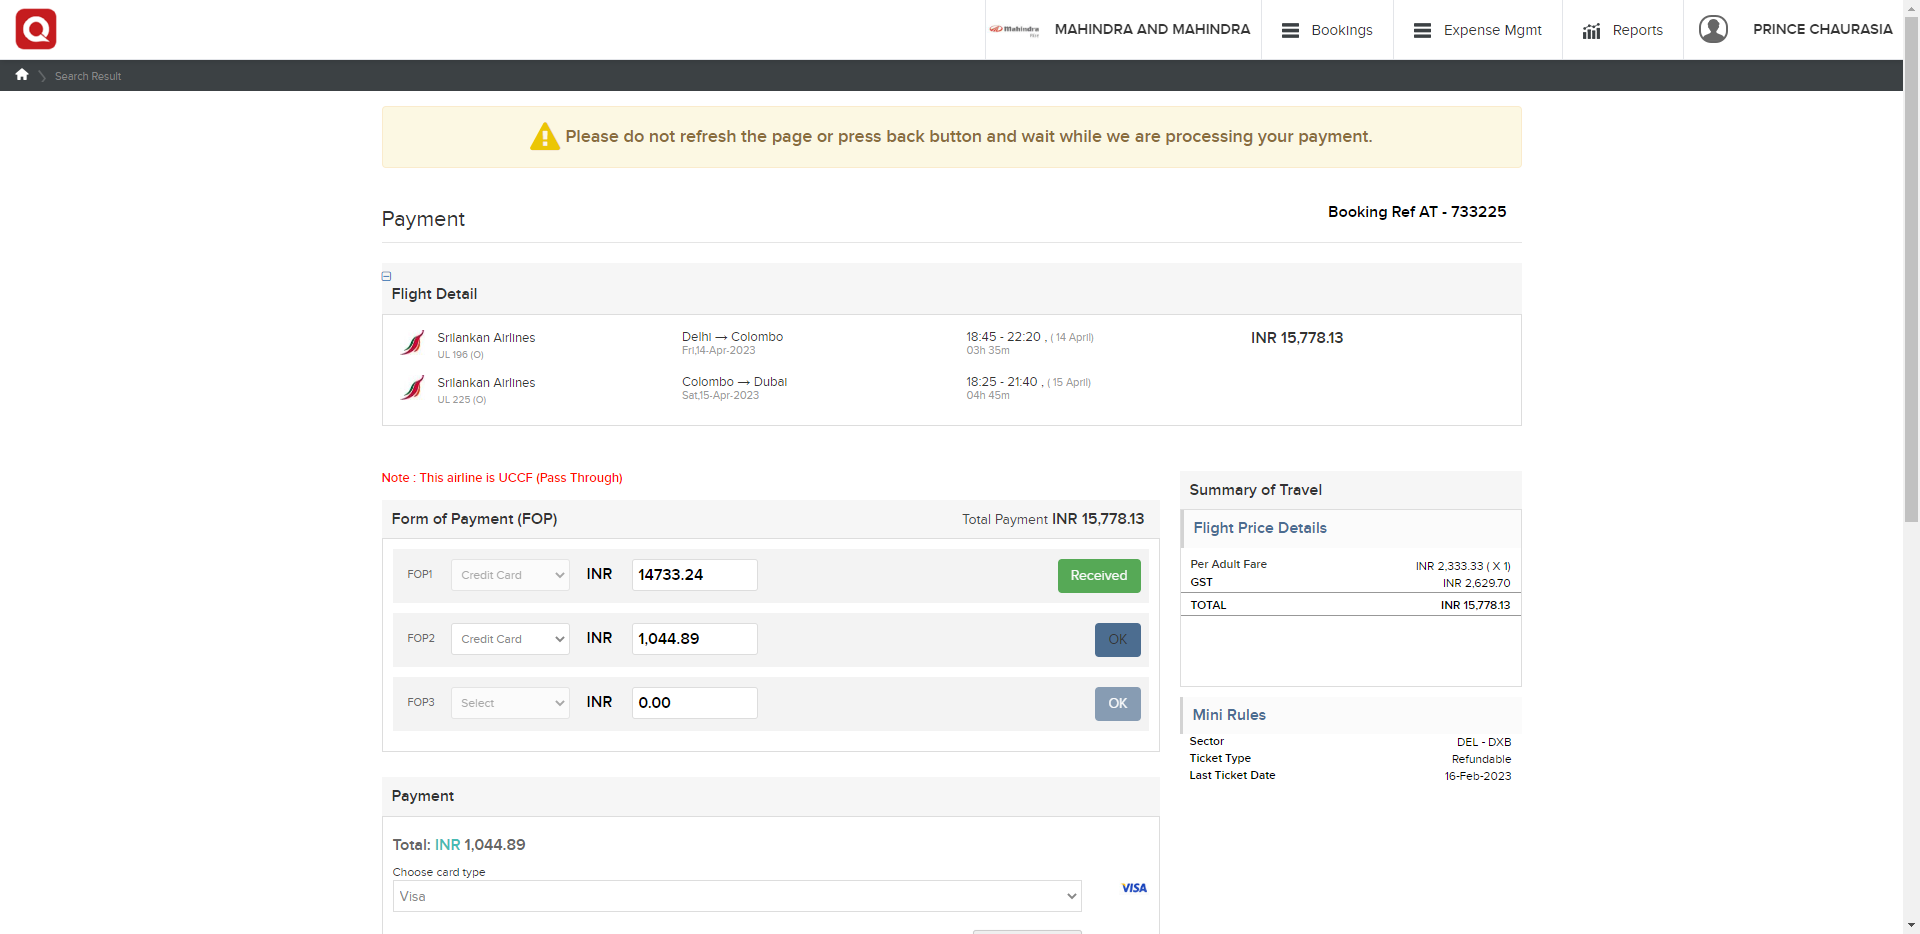 Q
Mahindra
MAHINDRA AND MAHINDRA
Bookings
Expense Mgmt
Reports
PRINCE CHAURASIA
Search Result
Please do not refresh the page or press back button and wait while we are processing your payment.
Payment
Booking Ref AT - 733225
Flight Detail
Srilankan Airlines
Delhi → Colombo
18:45 - 22:20 , ( 14 April)
INR 15,778.13
UL 196 (O)
Fri,14-Apr-2023
03h 35m
Srilankan Airlines
Colombo → Dubai
18:25 - 21:40 , ( 15 April)
UL 225 (O)
Sat,15-Apr-2023
04h 45m
Note : This airline is UCCF (Pass Through)
Form of Payment (FOP)
Total Payment INR 15,778.13
FOP1
Credit Card
INR
14733.24
Received
FOP2
Credit Card
INR
1,044.89
OK
FOP3
Select
INR
0.00
OK
Payment
Total: INR 1,044.89
Choose card type
Visa
VISA
Summary of Travel
Flight Price Details
Per Adult Fare
INR 2,333.33 ( X 1)
GST
INR 2,629.70
TOTAL
INR 15,778.13
Mini Rules
Sector
DEL - DXB
Ticket Type
Refundable
Last Ticket Date
16-Feb-2023